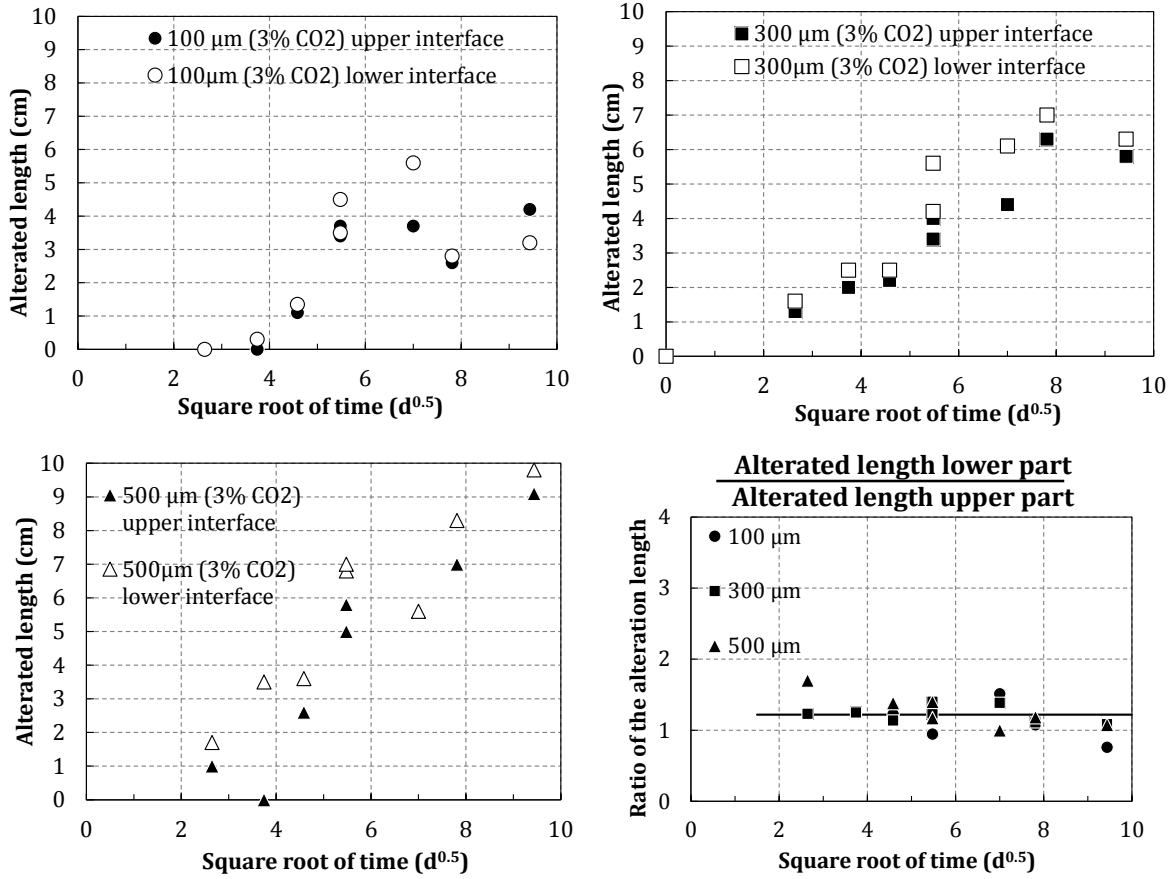 10
9
8
7
6
5
4
3
2
1
0
Alterated length (cm)
100 µm (3% CO2) upper interface
100µm (3% CO2) lower interface
0 2 4 6 8 10
Square root of time (d0.5)
10
9
8
7
6
5
4
3
2
1
0
Alterated length (cm)
300 µm (3% CO2) upper interface
300µm (3% CO2) lower interface
0 2 4 6 8 10
Square root of time (d0.5)
10
9
8
7
6
5
4
3
2
1
0
Alterated length (cm)
500 µm (3% CO2)
upper interface
500µm (3% CO2)
lower interface
0 2 4 6 8 10
Square root of time (d0.5)
Alterated length lower part
Alterated length upper part
4
3
2
1
0
Ratio of the alteration length
100 µm
300 µm
500 µm
0 2 4 6 8 10
Square root of time (d0.5)